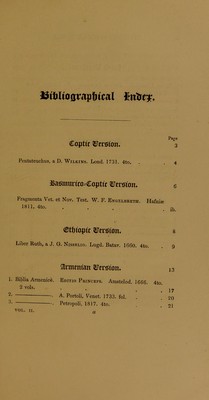 Bibliographical Index.
Page
Coptic Version. 3
Pentateuchus, a D. Wilkins. Lond. 1731. 4to. . . 4
Basmurico-Coptic Version. 6
Fragmenta Vet. et Nov. Test. W. F. Engelbreth. Hafniæ
1811. 4to. . . . . ib.
Ethiopic Version. 8
Liber Ruth, a J. G. Nisselio. Lugd. Batav. 1660. 4to. . 9
Armenian Version. 13
1. Biblia Armenicè. Editio Princeps. Amstelod. 1666. 4to.
2 vols. . . . . . 17
2. ———. A. Portoli, Venet. 1733. fol. . . 20
3. ———. Petropoli. 1817. 4to. . . 21
VOL. II. a